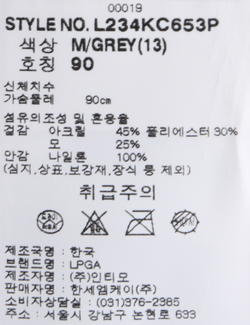 00019
STYLE NO. L234KC653P
색상 M/GREY(13)
호칭 90
신체치수
가슴둘레 90㎝
섬유의조성 및 혼용율
겉감 아크릴 45% 폴리에스테르 30%
모 25%
안감 나일론 100%
(심지,상표,보강재,장식 등 제외)
취급주의
제조국명 : 한국
브랜드명 : LPGA
제조자명 : (주)인티모
판매자명 : 한세엠케이(주)
소비자상담실 : (031)376-2385
주소 : 서울시 강남구 논현로 633